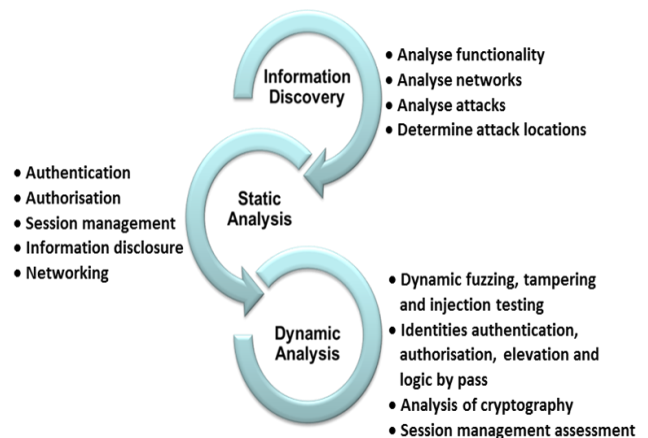 Information
Discovery
• Analyse functionality
• Analyse networks
• Analyse attacks
• Determine attack locations
• Authentication
• Authorisation
• Session management
• Information disclosure
• Networking
Static
Analysis
Dynamic
Analysis
• Dynamic fuzzing, tampering
and injection testing
• Identities authentication,
authorisation, elevation and
logic by pass
• Analysis of cryptography
• Session management assessment